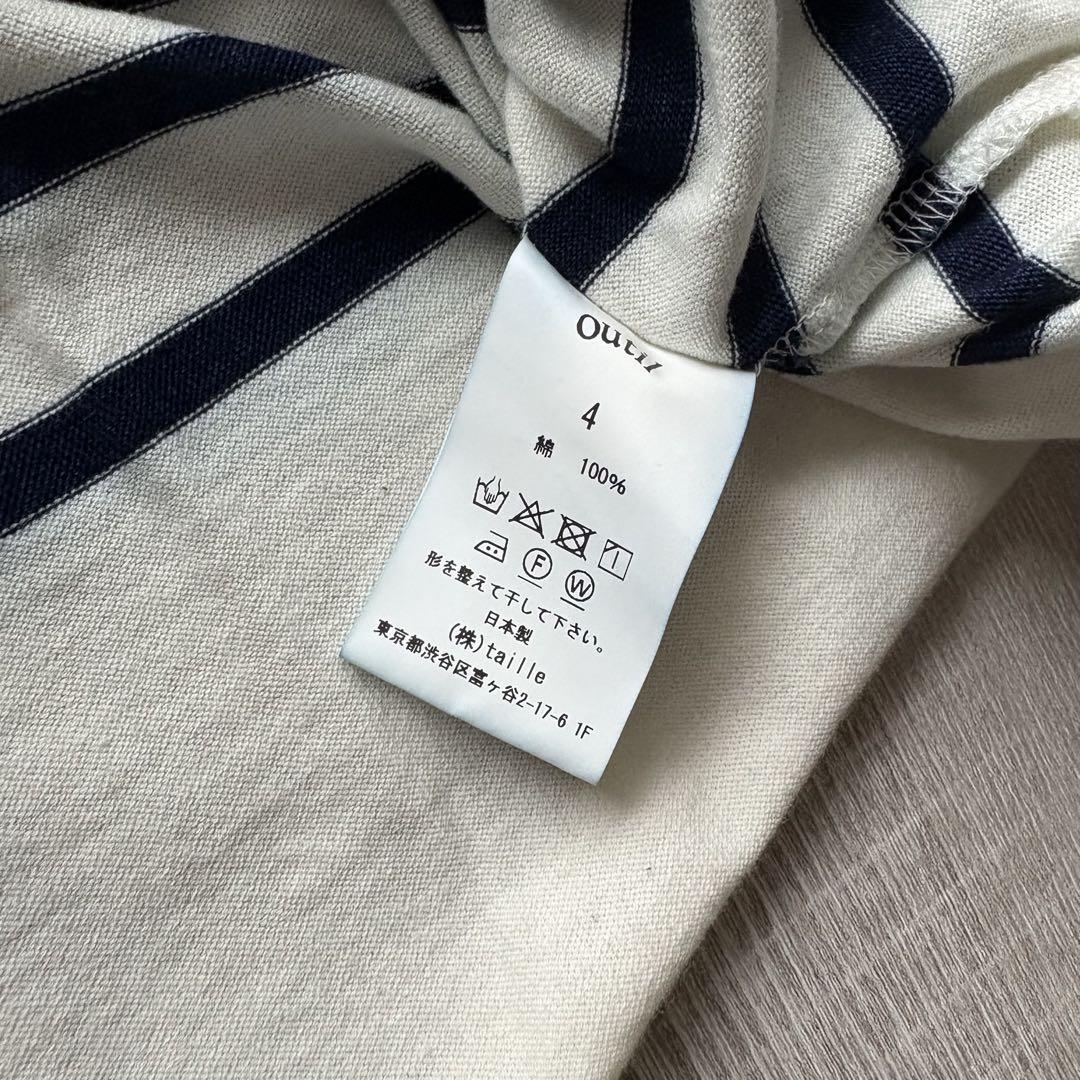 outil
4
綿 100%
F W
形を整えて干して下さい。
日本製
(株)taille
東京都渋谷区富ヶ谷2-17-6 1F